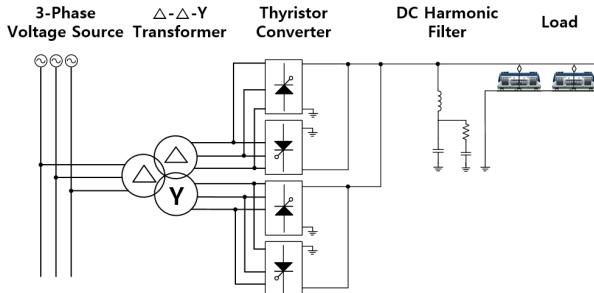 3-Phase
Voltage Source
△-△-Y
Transformer
Thyristor
Converter
DC Harmonic
Filter
Load
△
△
Y